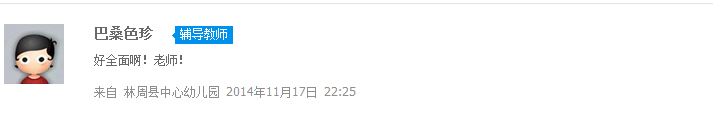 巴桑色珍 辅导教师
好全面啊！老师！
来自 林周县中心幼儿园 2014年11月17日 22:25